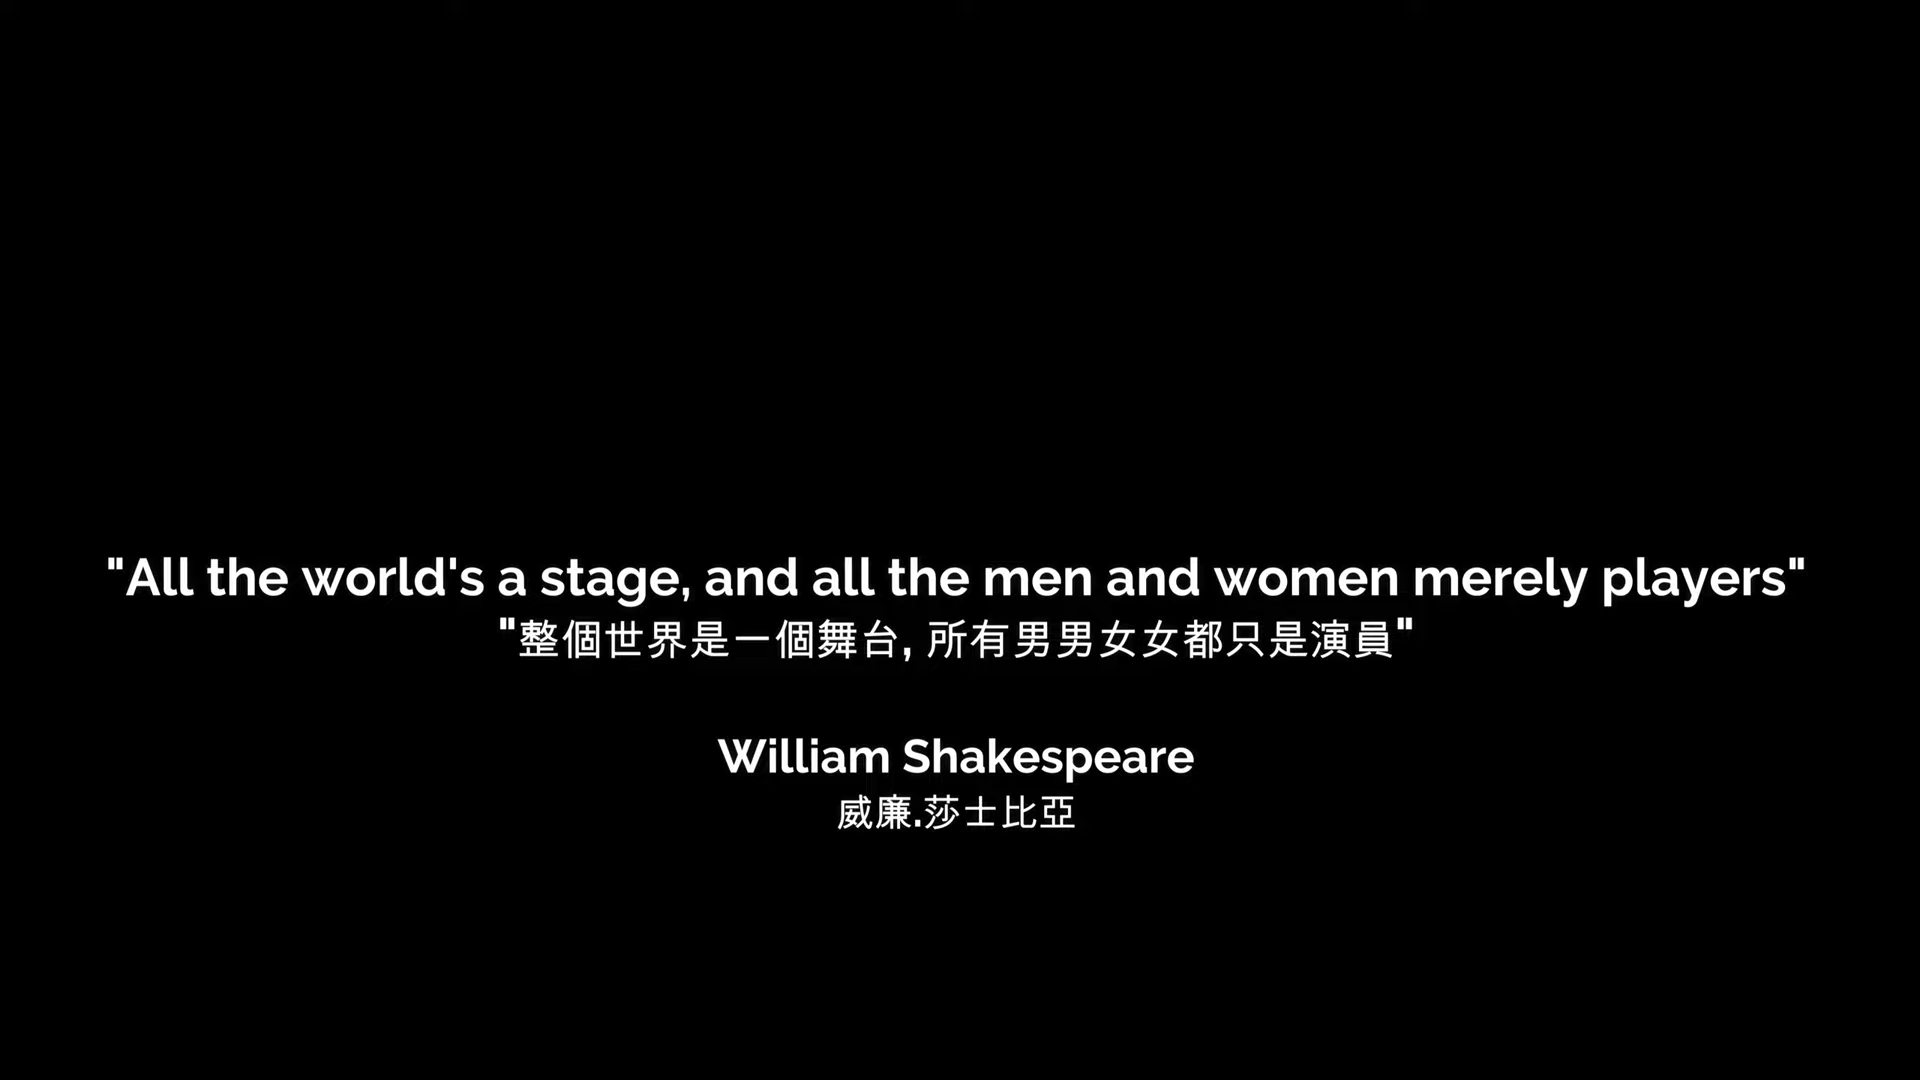 "All the world's a stage, and all the men and women merely players"
"整個世界是一個舞台, 所有男男女女都只是演員"
William Shakespeare
威廉.莎士比亞